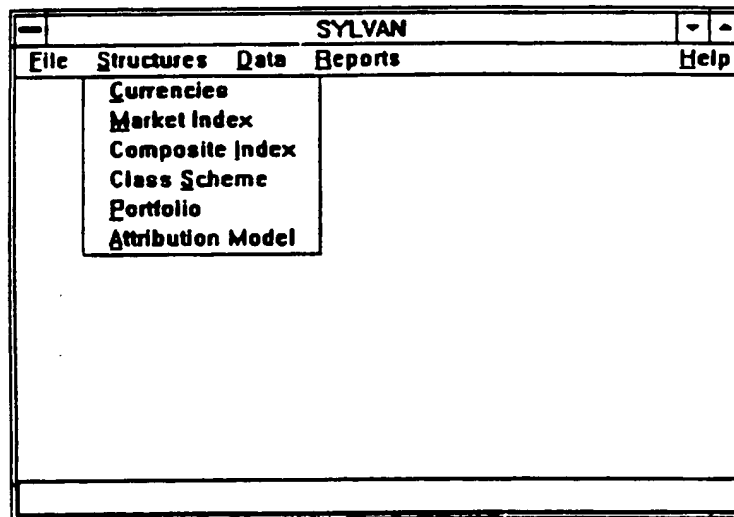 SYLVAN
File Structures Data Reports Help
Currencies
Market Index
Composite Index
Class Scheme
Portfolio
Attribution Model